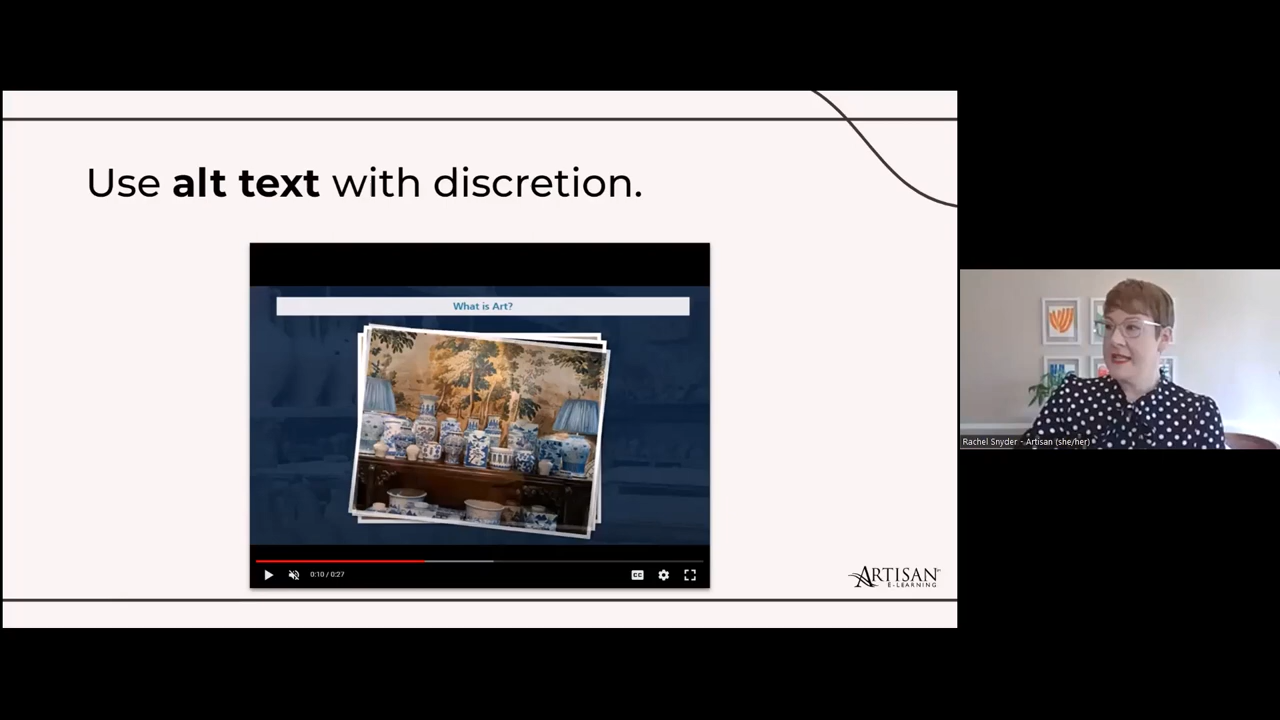 Use alt text with discretion.
What is Art?
0:10 / 0:27
CC
ARTISAN
E-LEARNING
Rachel Snyder - Artisan (she/her)